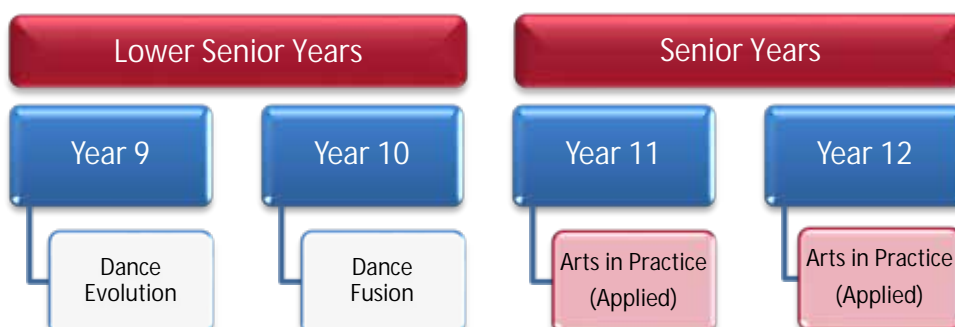 Lower Senior Years
Senior Years
Year 9
Year 10
Year 11
Year 12
Dance
Evolution
Dance
Fusion
Arts in Practice
(Applied)
Arts in Practice
(Applied)